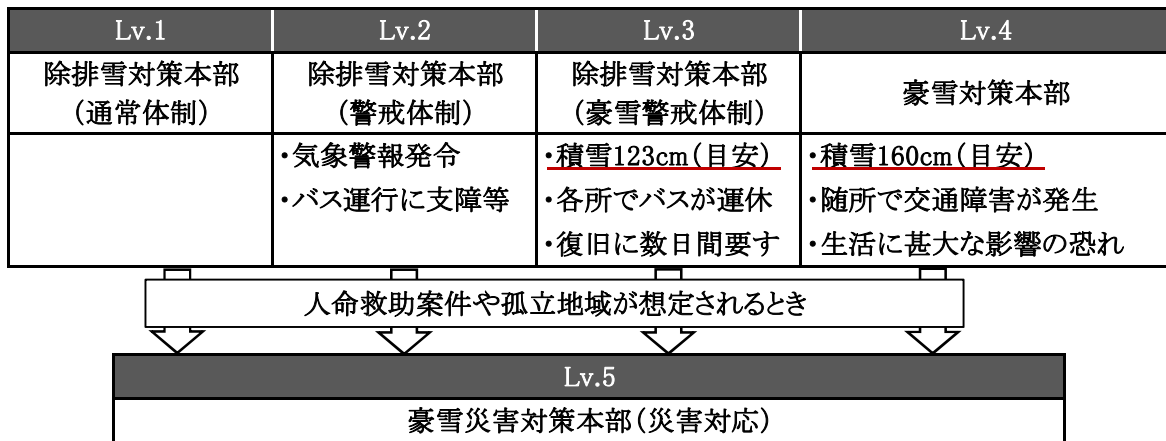 Lv.1
Lv.2
Lv.3
Lv.4
除排雪対策本部
(通常体制)
除排雪対策本部
(警戒体制)
除排雪対策本部
(豪雪警戒体制)
豪雪対策本部
・気象警報発令
・バス運行に支障等
・積雪123cm(目安)
・各所でバスが運休
・復旧に数日間要す
・積雪160cm(目安)
・随所で交通障害が発生
・生活に甚大な影響の恐れ
人命救助案件や孤立地域が想定されるとき
Lv.5
豪雪災害対策本部(災害対応)